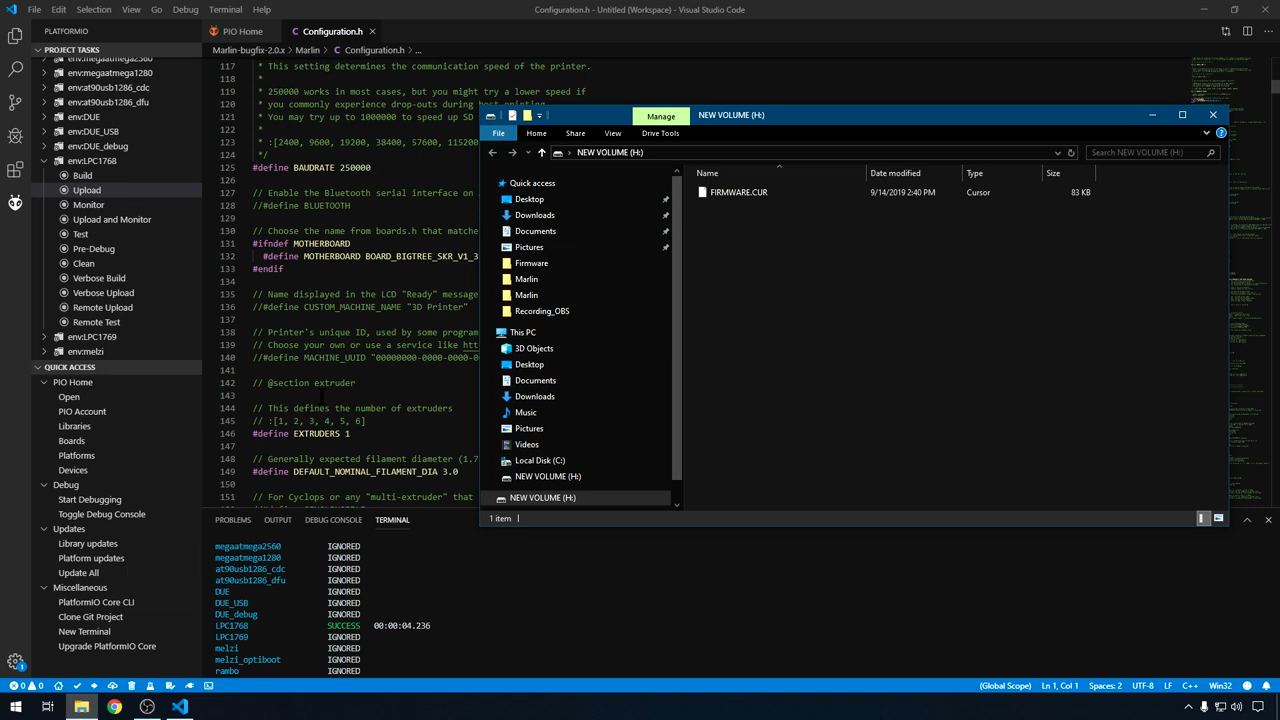 File Edit Selection View Go Debug Terminal Help
Configuration.h - Untitled (Workspace) - Visual Studio Code
PLATFORMIO
PIO Home
Configuration.h
PROJECT TASKS
Marlin-bugfix-2.0.x > Marlin > Configuration.h > ...
env:megaatmega2560
env:megaatmega1280
env:at90usb1286_cdc
env:at90usb1286_dfu
env:DUE
env:DUE_USB
env:DUE_debug
env:LPC1768
Build
Upload
Monitor
Upload and Monitor
Test
Pre-Debug
Clean
Verbose Build
Verbose Upload
Remote Upload
Remote Test
env:LPC1769
env:melzi
QUICK ACCESS
PIO Home
Open
PIO Account
Libraries
Boards
Platforms
Devices
Debug
Start Debugging
Toggle Debug Console
Updates
Library updates
Platform updates
Update All
Miscellaneous
PlatformIO Core CLI
Clone Git Project
New Terminal
Upgrade PlatformIO Core
117 * This setting determines the communication speed of the printer.
118 *
119 * 250000 works in most cases, but you might try a lower speed if
120 * you commonly experience drop-outs during host printing.
121 * You may try up to 1000000 to speed up SD
122 *
123 * :[2400, 9600, 19200, 38400, 57600, 115200
124 */
125 #define BAUDRATE 250000
126
127 // Enable the Bluetooth serial interface on
128 //#define BLUETOOTH
129
130 // Choose the name from boards.h that matche
131 #ifndef MOTHERBOARD
132 #define MOTHERBOARD BOARD_BIGTREE_SKR_V1_3
133 #endif
134
135 // Name displayed in the LCD "Ready" message
136 //#define CUSTOM_MACHINE_NAME "3D Printer"
137
138 // Printer's unique ID, used by some program
139 // Choose your own or use a service like htt
140 //#define MACHINE_UUID "00000000-0000-0000-0
141
142 // @section extruder
143
144 // This defines the number of extruders
145 // :[1, 2, 3, 4, 5, 6]
146 #define EXTRUDERS 1
147
148 // Generally expected filament diameter (1.7
149 #define DEFAULT_NOMINAL_FILAMENT_DIA 3.0
150
151 // For Cyclops or any "multi-extruder" that
Manage
NEW VOLUME (H:)
File Home Share View Drive Tools
NEW VOLUME (H:)
Search NEW VOLUME (H:)
Name Date modified Type Size
FIRMWARE.CUR 9/14/2019 2:40 PM Cursor 83 KB
Quick access
Desktop
Downloads
Documents
Pictures
Firmware
Marlin
Marlin
Recording_OBS
This PC
3D Objects
Desktop
Documents
Downloads
Music
Pictures
Videos
Local Disk (C:)
NEW VOLUME (H:)
NEW VOLUME (H:)
1 item
PROBLEMS OUTPUT DEBUG CONSOLE TERMINAL
megaatmega2560 IGNORED
megaatmega1280 IGNORED
at90usb1286_cdc IGNORED
at90usb1286_dfu IGNORED
DUE IGNORED
DUE_USB IGNORED
DUE_debug IGNORED
LPC1768 SUCCESS 00:00:04.236
LPC1769 IGNORED
melzi IGNORED
melzi_optiboot IGNORED
rambo IGNORED
0 0
(Global Scope) Ln 1, Col 1 Spaces: 2 UTF-8 LF C++ Win32
1